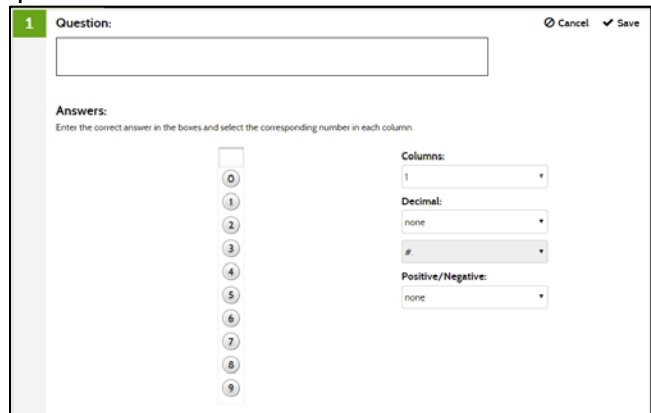 1 Question: Cancel Save
Answers:
Enter the correct answer in the boxes and select the corresponding number in each column.
Columns:
0 1
1 Decimal:
2 none
3 #.
4 Positive/Negative:
5 none
6
7
8
9